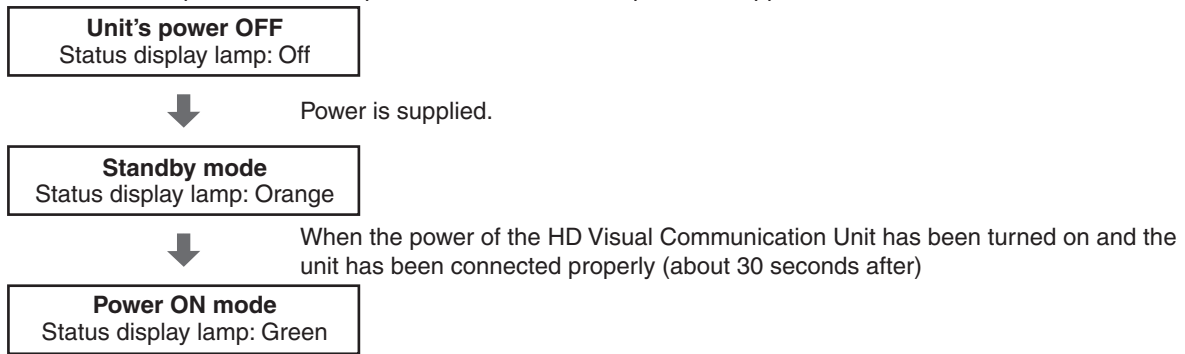 Unit's power OFF
Status display lamp: Off
Power is supplied.
Standby mode
Status display lamp: Orange
When the power of the HD Visual Communication Unit has been turned on and the
unit has been connected properly (about 30 seconds after)
Power ON mode
Status display lamp: Green